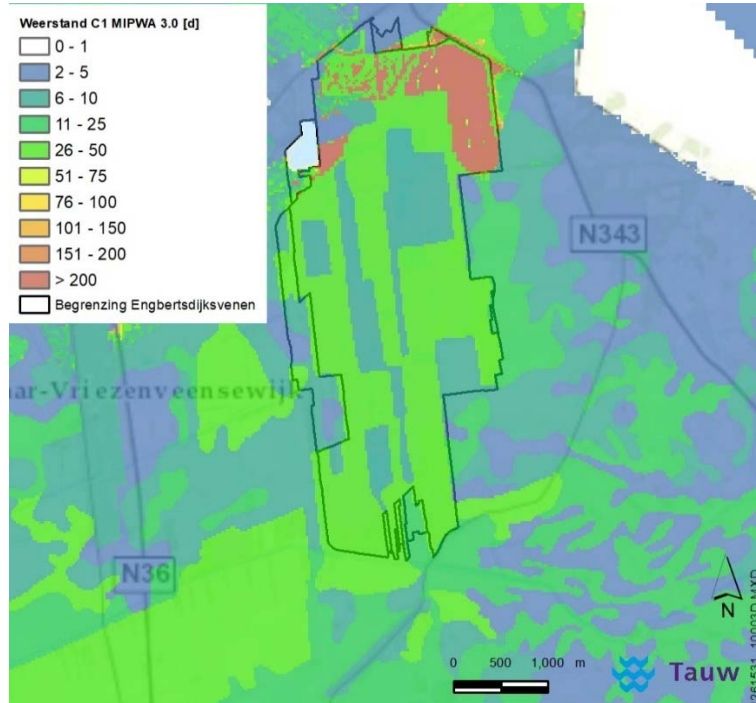 Weerstand C1 MIPWA 3.0 [d]
0 - 1
2 - 5
6 - 10
11 - 25
26 - 50
51 - 75
76 - 100
101 - 150
151 - 200
> 200
Begrenzing Engbertsdijksvenen
N343
ar-Vriezenveensewijk
N36
N
0 500 1,000 m
Tauw